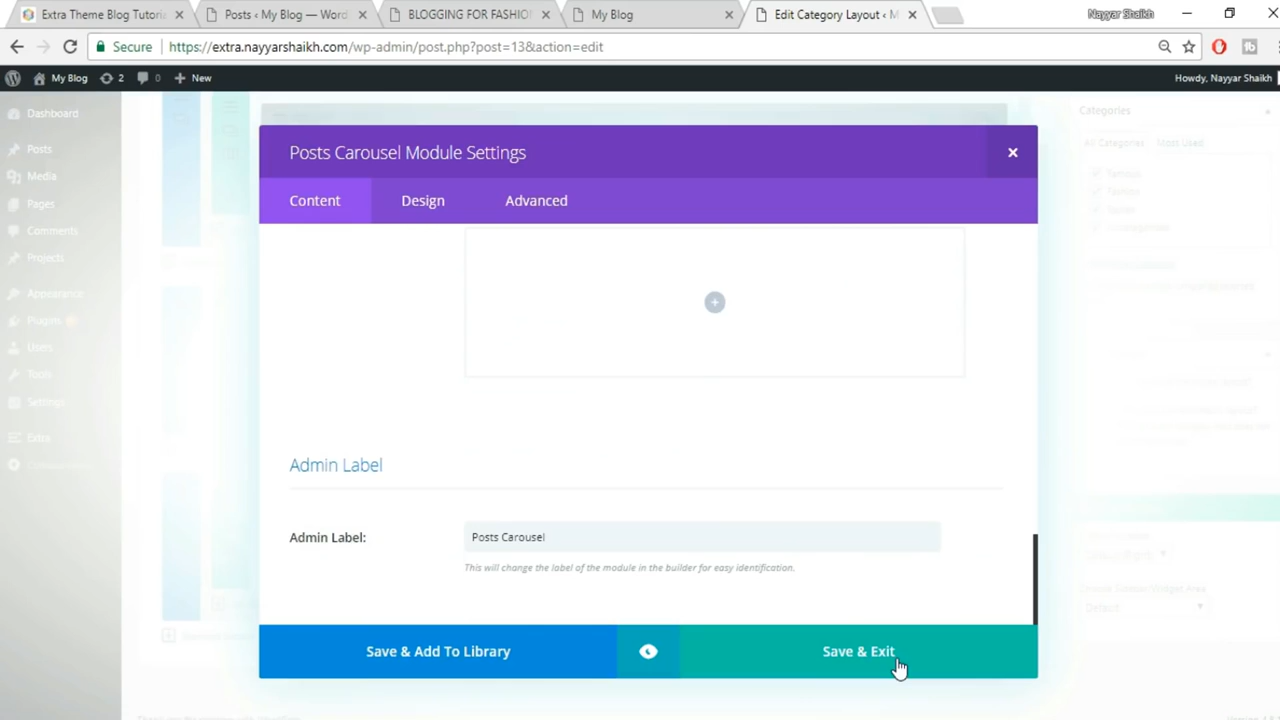 Extra Theme Blog Tutoria
Posts ‹ My Blog — Word
BLOGGING FOR FASHIO
My Blog
Edit Category Layout ‹ M
Nayyar Shaikh
Secure
https://extra.nayyarshaikh.com/wp-admin/post.php?post=13&action=edit
My Blog
2
0
New
Howdy, Nayyar Shaikh
Dashboard
Posts
Media
Pages
Comments
Projects
Appearance
Plugins
Users
Tools
Settings
Extra
Posts Carousel Module Settings
Content
Design
Advanced
Admin Label
Admin Label:
Posts Carousel
This will change the label of the module in the builder for easy identification.
Save & Add To Library
Save & Exit
Categories
All Categories
Most Used
Default